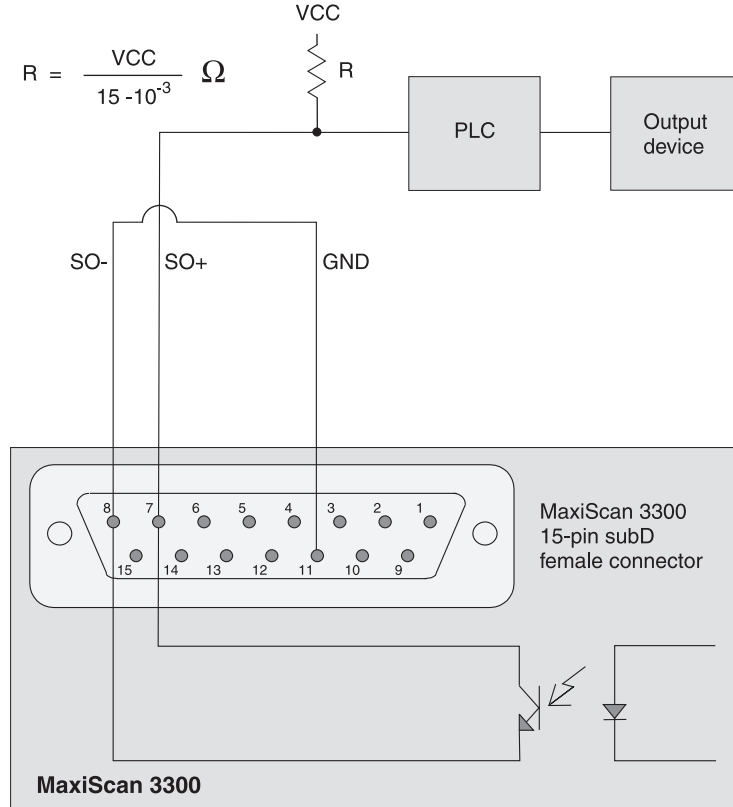 VCC
R = VCC / 15 -10⁻³ Ω
R
PLC
Output
device
SO-
SO+
GND
8 7 6 5 4 3 2 1
15 14 13 12 11 10 9
MaxiScan 3300
15-pin subD
female connector
MaxiScan 3300